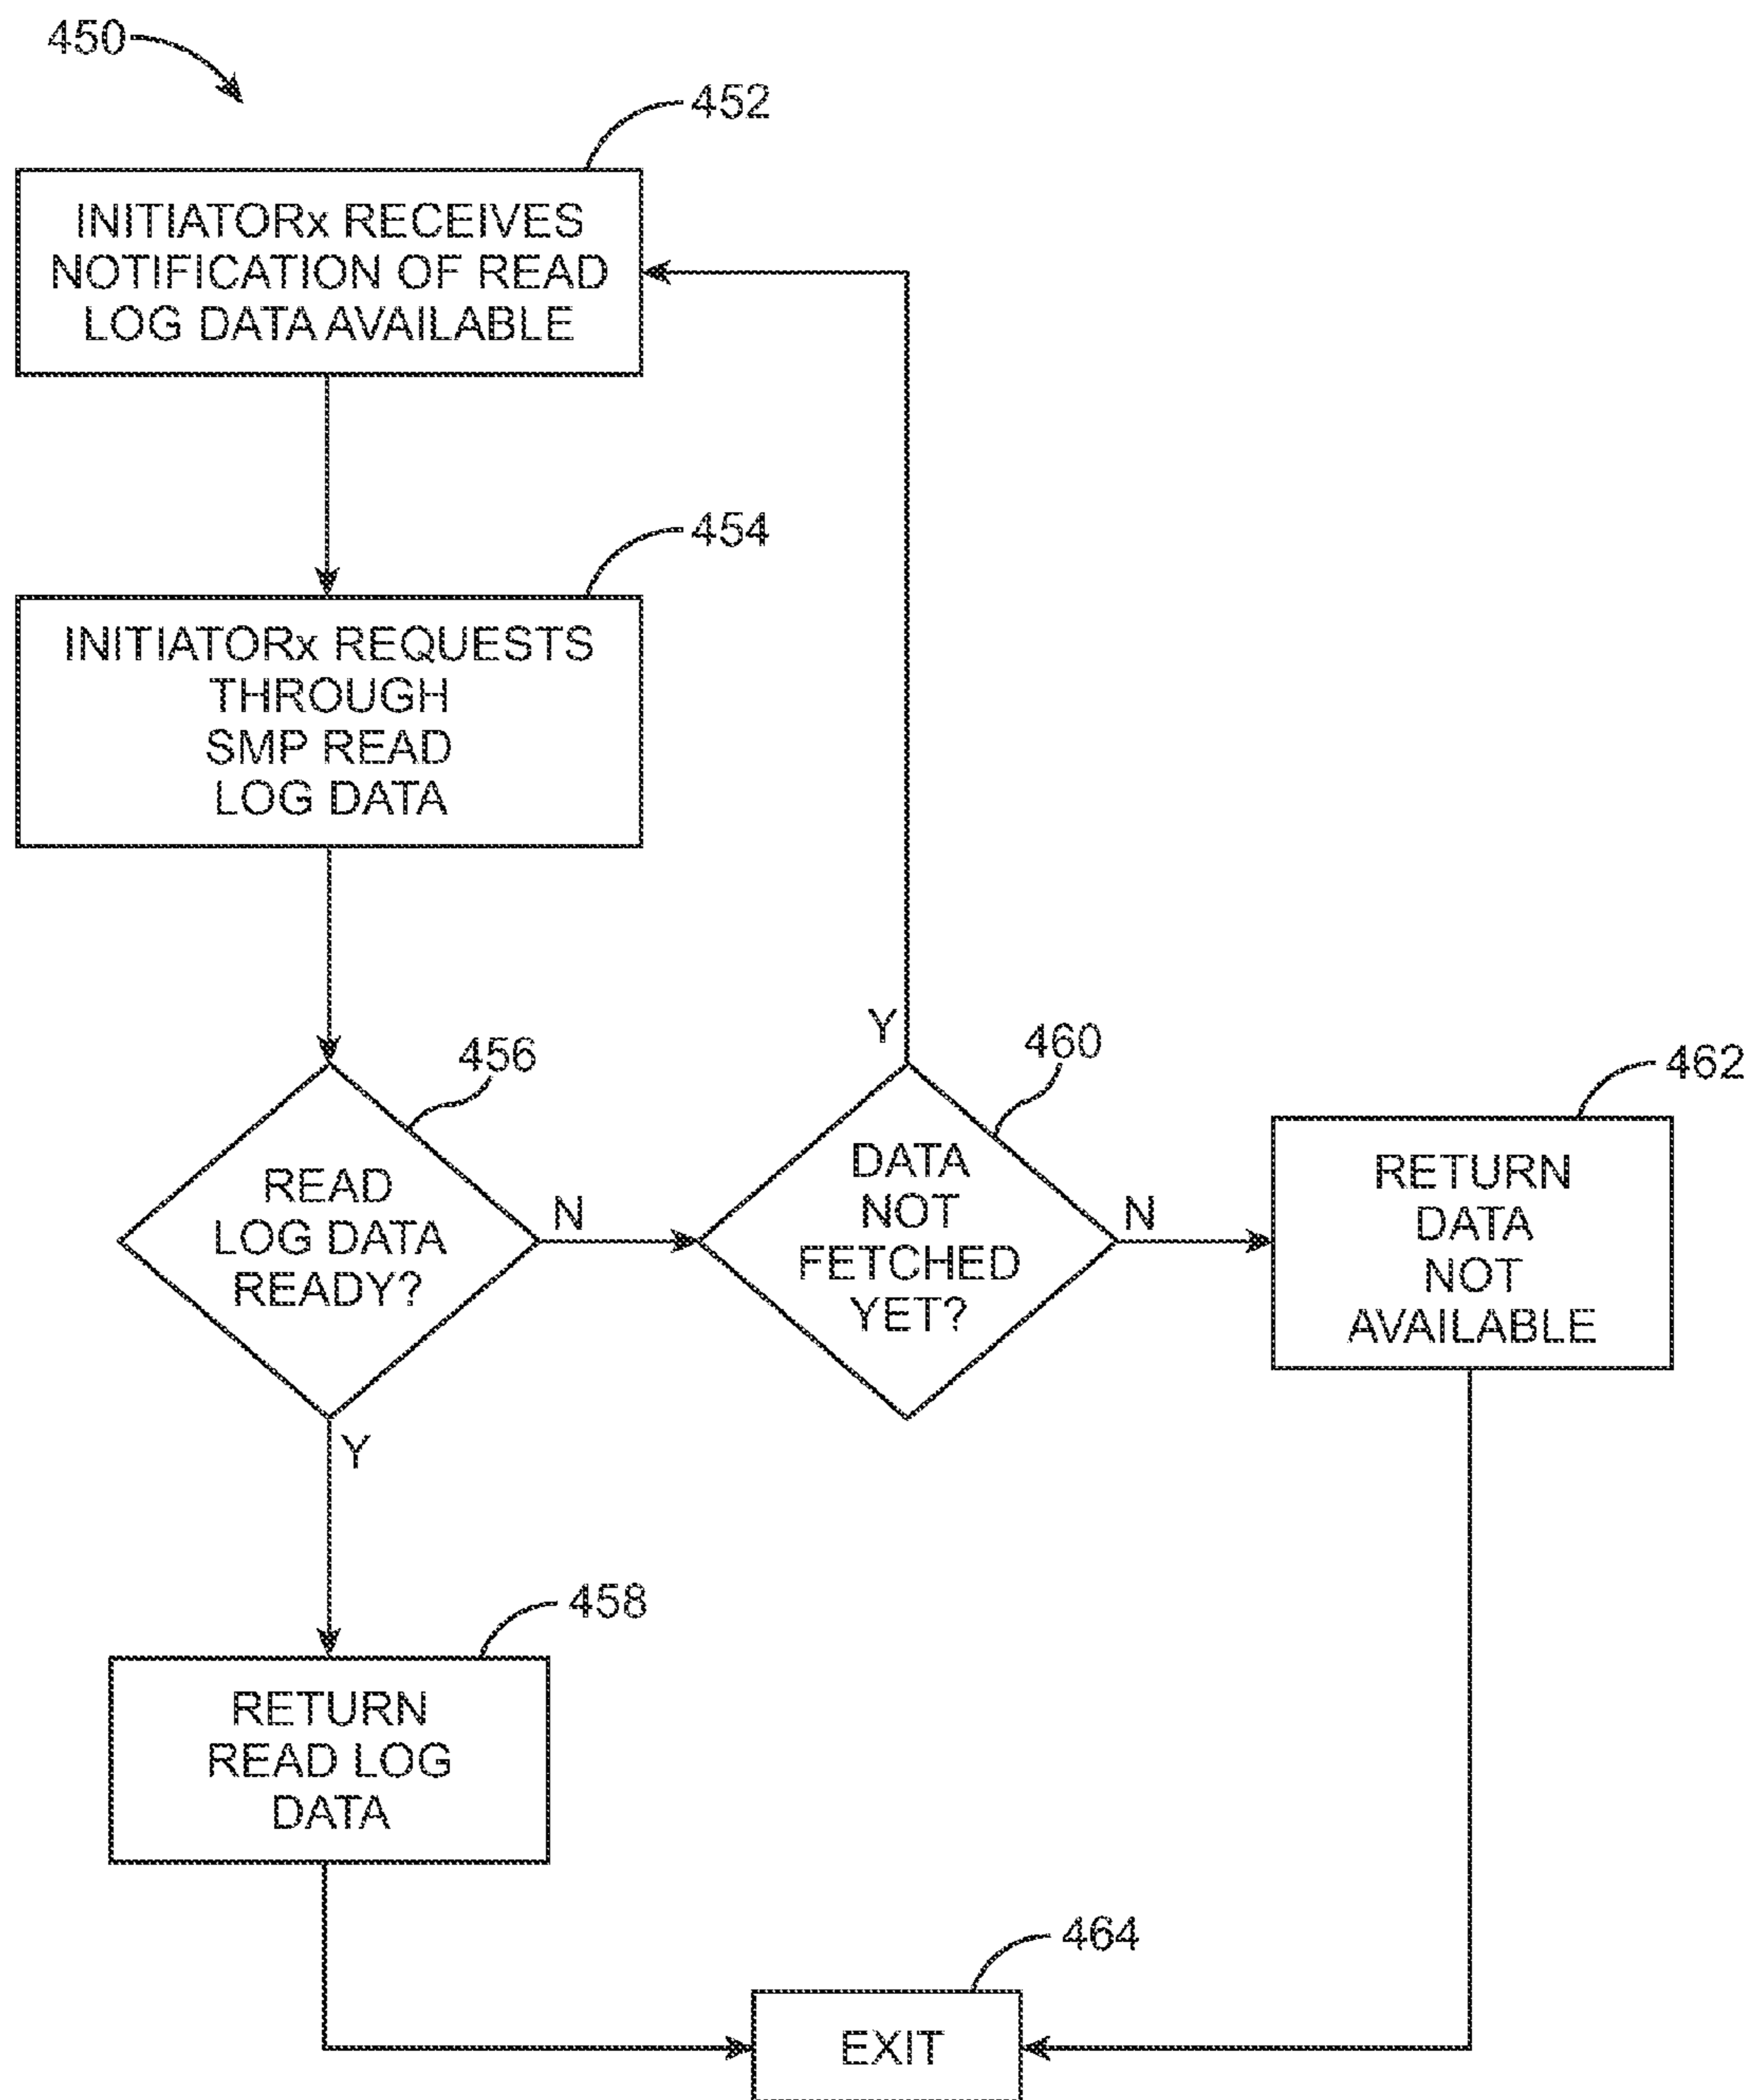 450
452
INITIATORx RECEIVES
NOTIFICATION OF READ
LOG DATA AVAILABLE
454
INITIATORx REQUESTS
THROUGH
SMP READ
LOG DATA
456
READ
LOG DATA
READY?
N
Y
460
DATA
NOT
FETCHED
YET?
Y
N
462
RETURN
DATA
NOT
AVAILABLE
458
RETURN
READ LOG
DATA
464
EXIT